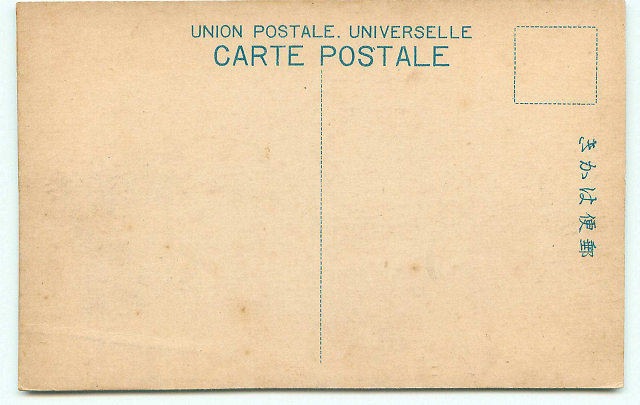 UNION POSTALE. UNIVERSELLE
CARTE POSTALE
郵便はかき